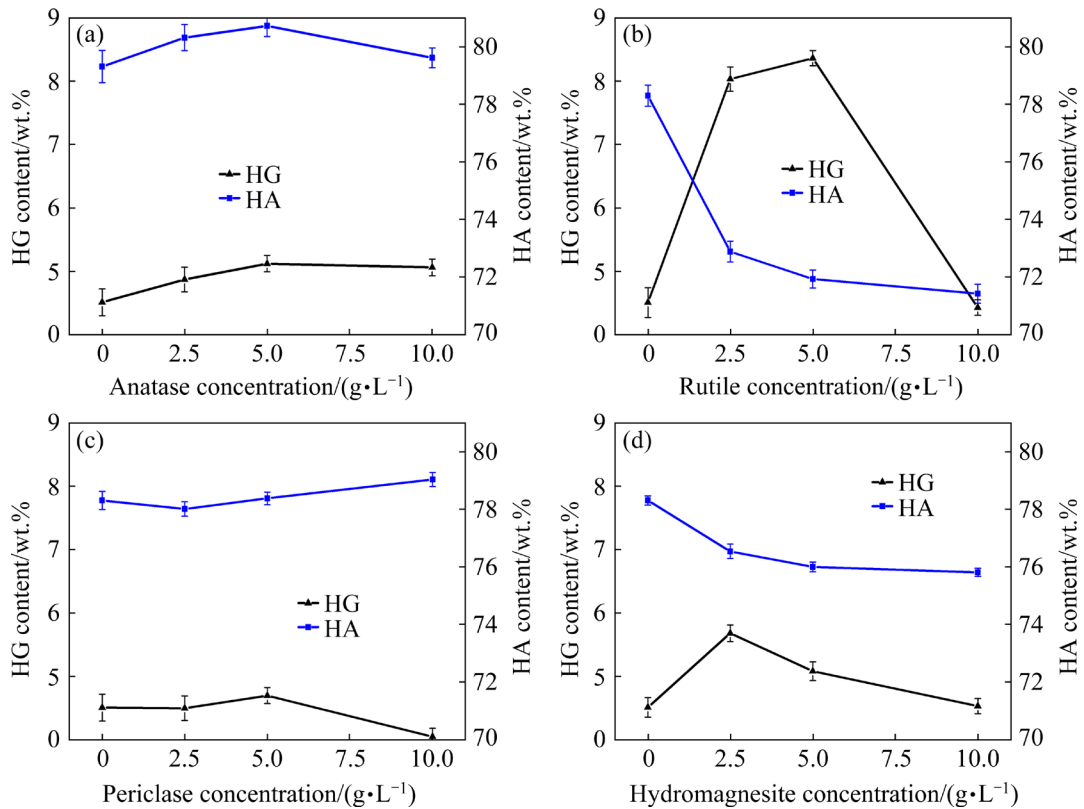 (a)
HG content/wt.%
9
8
7
6
5
0
HG
HA
80
78
76
74
72
70
HA content/wt.%
0 2.5 5.0 7.5 10.0
Anatase concentration/(g•L⁻¹)
(b)
HG content/wt.%
9
8
7
6
5
0
HG
HA
80
78
76
74
72
70
HA content/wt.%
0 2.5 5.0 7.5 10.0
Rutile concentration/(g•L⁻¹)
(c)
HG content/wt.%
9
8
7
6
5
0
HG
HA
80
78
76
74
72
70
HA content/wt.%
0 2.5 5.0 7.5 10.0
Periclase concentration/(g•L⁻¹)
(d)
HG content/wt.%
9
8
7
6
5
0
HG
HA
80
78
76
74
72
70
HA content/wt.%
0 2.5 5.0 7.5 10.0
Hydromagnesite concentration/(g•L⁻¹)